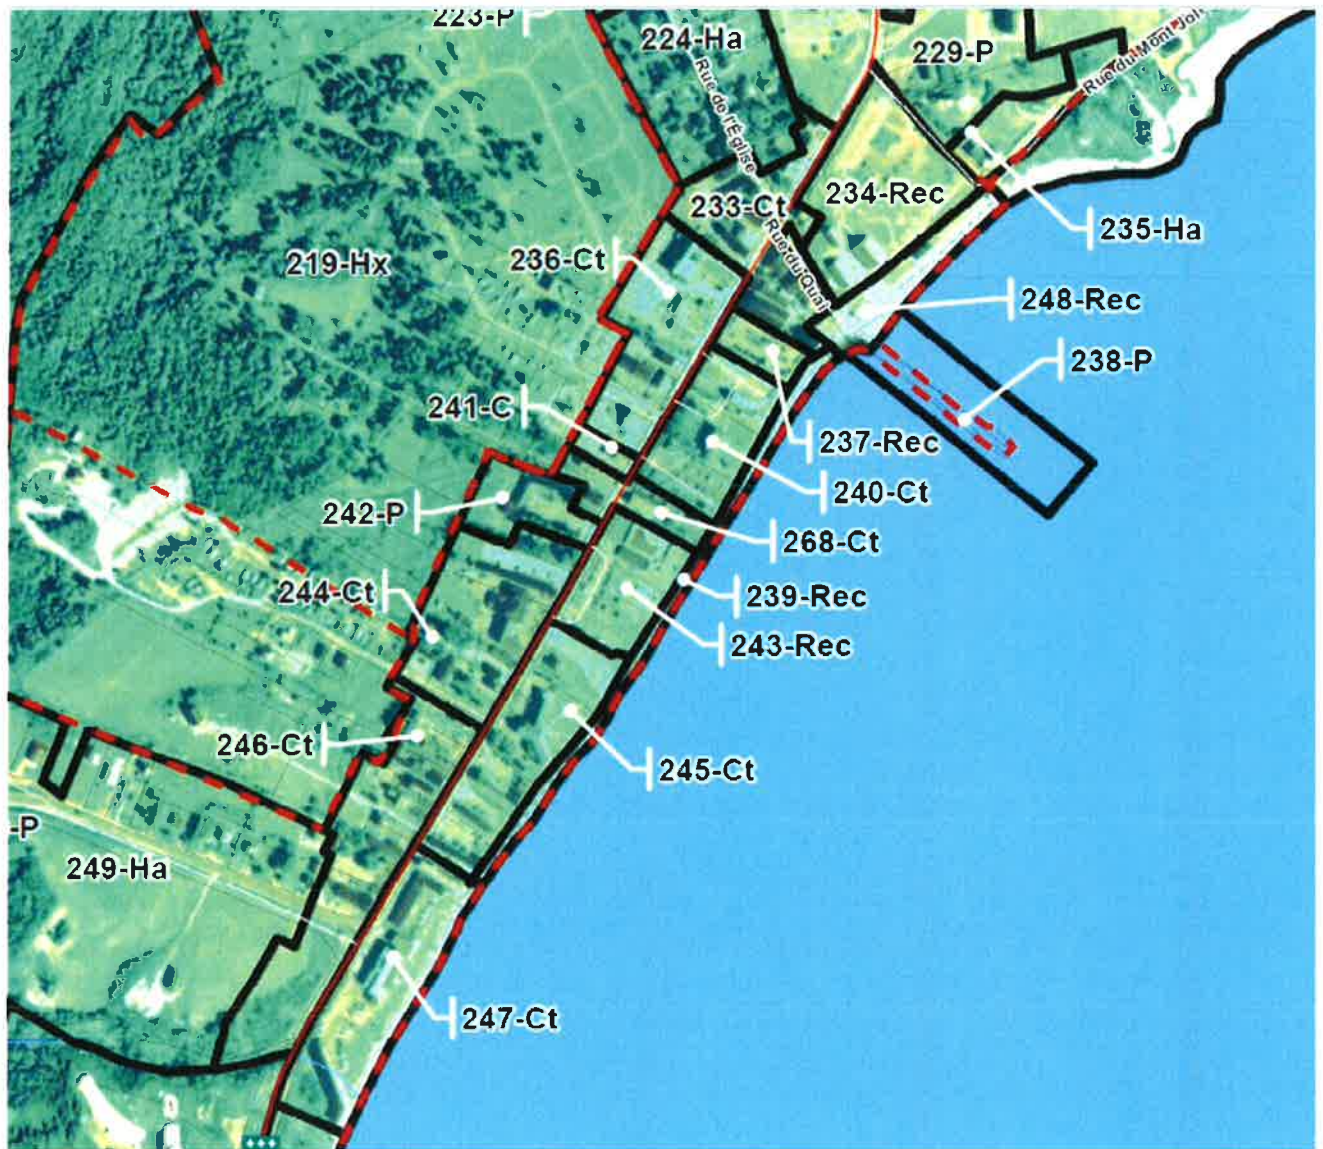 223-P
224-Ha
229-P
Rue du Mont Joli
Rue de l'Église
234-Rec
233-Ct
235-Ha
Rue du Quai
236-Ct
219-Hx
248-Rec
238-P
241-C
237-Rec
240-Ct
242-P
268-Ct
244-Ct
239-Rec
243-Rec
246-Ct
245-Ct
-P
249-Ha
247-Ct